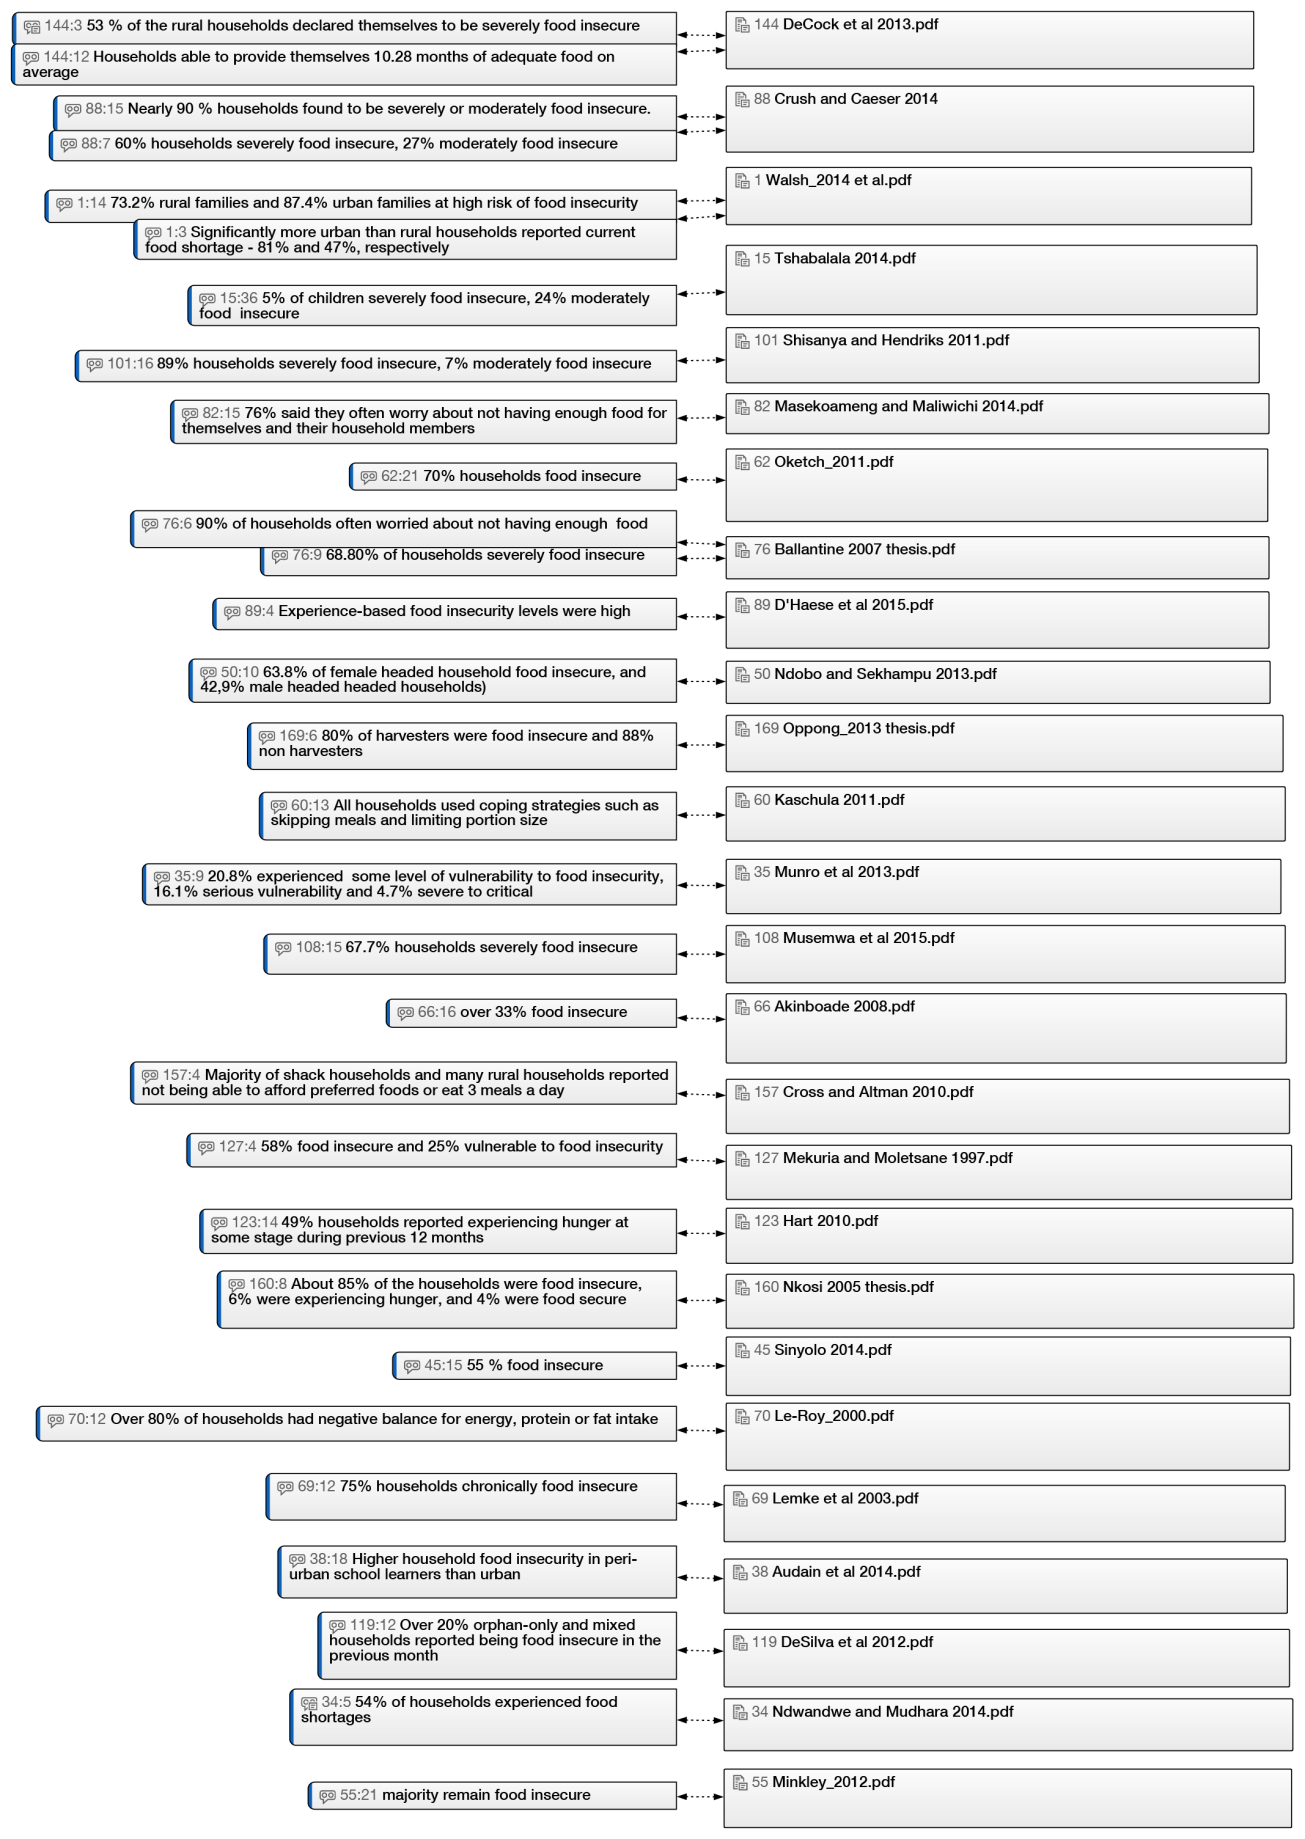 144:3 53 % of the rural households declared themselves to be severely food insecure
144 DeCock et al 2013.pdf
144:12 Households able to provide themselves 10.28 months of adequate food on
average
88:15 Nearly 90 % households found to be severely or moderately food insecure.
88 Crush and Caeser 2014
88:7 60% households severely food insecure, 27% moderately food insecure
1:14 73.2% rural families and 87.4% urban families at high risk of food insecurity
1 Walsh_2014 et al.pdf
1:3 Significantly more urban than rural households reported current
food shortage - 81% and 47%, respectively
15:36 5% of children severely food insecure, 24% moderately
food  insecure
15 Tshabalala 2014.pdf
101:16 89% households severely food insecure, 7% moderately food insecure
101 Shisanya and Hendriks 2011.pdf
82:15 76% said they often worry about not having enough food for
themselves and their household members
82 Masekoameng and Maliwichi 2014.pdf
62:21 70% households food insecure
62 Oketch_2011.pdf
76:6 90% of households often worried about not having enough  food
76:9 68.80% of households severely food insecure
76 Ballantine 2007 thesis.pdf
89:4 Experience-based food insecurity levels were high
89 D'Haese et al 2015.pdf
50:10 63.8% of female headed household food insecure, and
42,9% male headed headed households)
50 Ndobo and Sekhampu 2013.pdf
169:6 80% of harvesters were food insecure and 88%
non harvesters
169 Oppong_2013 thesis.pdf
60:13 All households used coping strategies such as
skipping meals and limiting portion size
60 Kaschula 2011.pdf
35:9 20.8% experienced  some level of vulnerability to food insecurity,
16.1% serious vulnerability and 4.7% severe to critical
35 Munro et al 2013.pdf
108:15 67.7% households severely food insecure
108 Musemwa et al 2015.pdf
66:16 over 33% food insecure
66 Akinboade 2008.pdf
157:4 Majority of shack households and many rural households reported
not being able to afford preferred foods or eat 3 meals a day
157 Cross and Altman 2010.pdf
127:4 58% food insecure and 25% vulnerable to food insecurity
127 Mekuria and Moletsane 1997.pdf
123:14 49% households reported experiencing hunger at
some stage during previous 12 months
123 Hart 2010.pdf
160:8 About 85% of the households were food insecure,
6% were experiencing hunger, and 4% were food secure
160 Nkosi 2005 thesis.pdf
45:15 55 % food insecure
45 Sinyolo 2014.pdf
70:12 Over 80% of households had negative balance for energy, protein or fat intake
70 Le-Roy_2000.pdf
69:12 75% households chronically food insecure
69 Lemke et al 2003.pdf
38:18 Higher household food insecurity in peri-
urban school learners than urban
38 Audain et al 2014.pdf
119:12 Over 20% orphan-only and mixed
households reported being food insecure in the
previous month
119 DeSilva et al 2012.pdf
34:5 54% of households experienced food
shortages
34 Ndwandwe and Mudhara 2014.pdf
55:21 majority remain food insecure
55 Minkley_2012.pdf